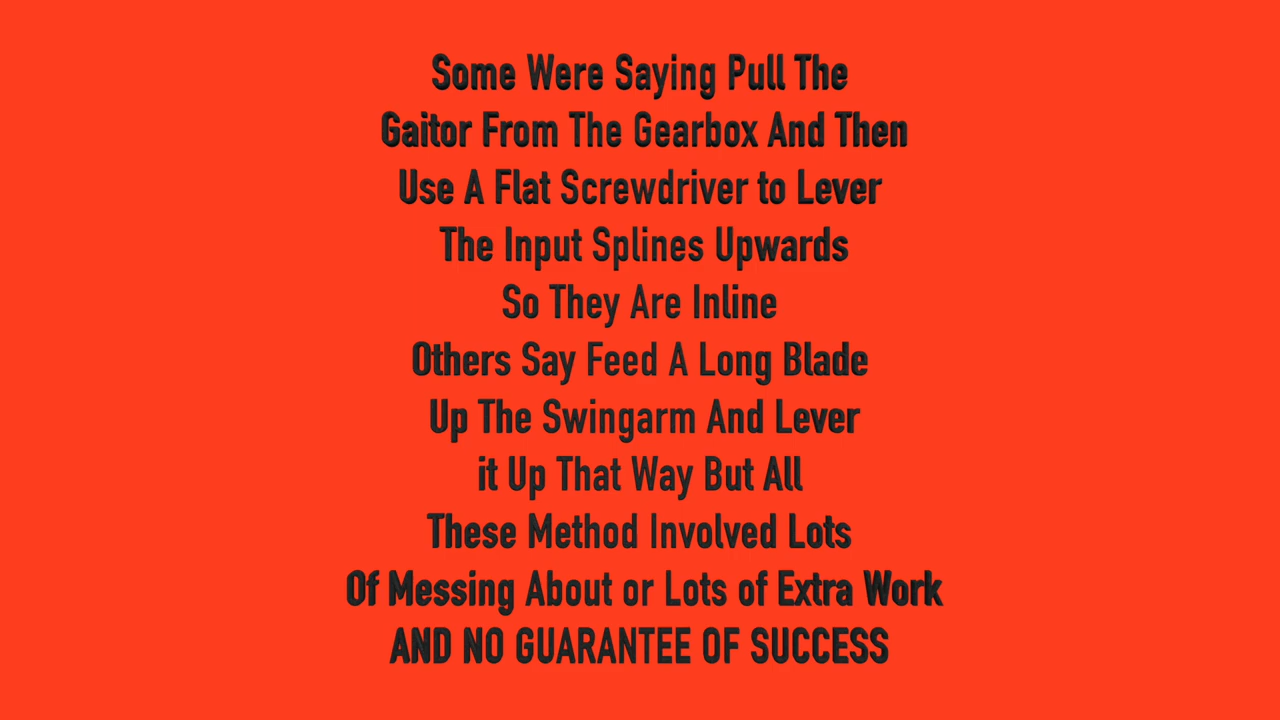 Some Were Saying Pull The
Gaitor From The Gearbox And Then
Use A Flat Screwdriver to Lever
The Input Splines Upwards
So They Are Inline
Others Say Feed A Long Blade
Up The Swingarm And Lever
it Up That Way But All
These Method Involved Lots
Of Messing About or Lots of Extra Work
AND NO GUARANTEE OF SUCCESS